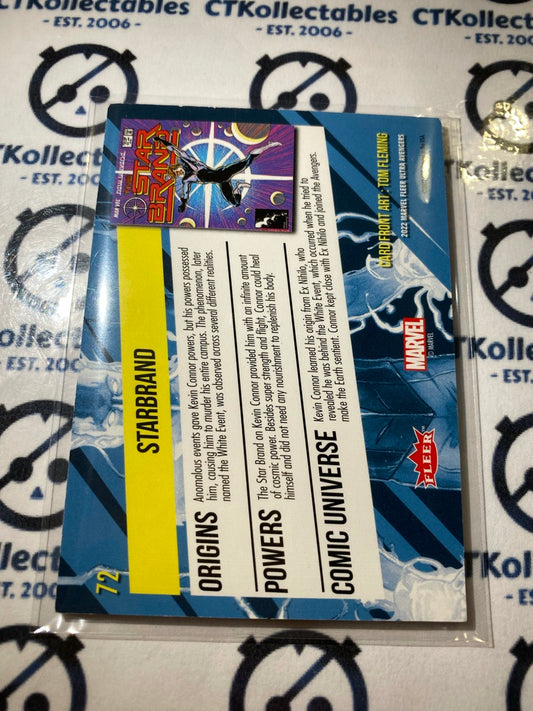 CTKollectables
- EST. 2006 -
CTKollectables
- EST. 2006 -
72
STARBRAND
THE
STAR
BRAND
ORIGINS
Anomalous events gave Kevin Connor powers, but his powers possessed
him, causing him to murder his entire campus. The phenomenon, later
named the White Event, was observed across several different realities.
POWERS
The Star Brand on Kevin Connor provided him with an infinite amount
of cosmic power. Besides super strength and flight, Connor could heal
himself and did not need any nourishment to replenish his body.
COMIC UNIVERSE
Kevin Connor learned his origin from Ex Nihilo, who
revealed he was behind the White Event, which occurred when he tried to
make the Earth sentient. Connor kept close with Ex Nihilo and joined the Avengers.
FLEER
MARVEL
MARVEL
CARD FRONT ART · TOM FLEMING
2022 MARVEL FLEER ULTRA AVENGERS